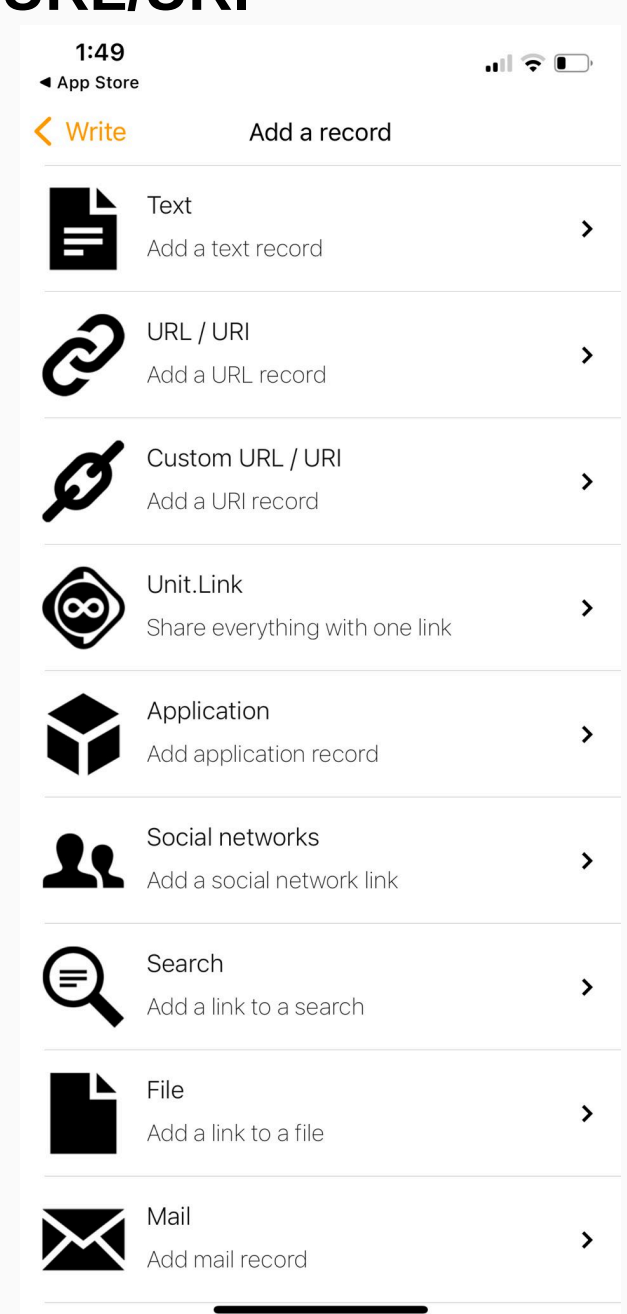 URL/URI
1:49
◀ App Store
Write
Add a record
Text
Add a text record
URL / URI
Add a URL record
Custom URL / URI
Add a URI record
Unit.Link
Share everything with one link
Application
Add application record
Social networks
Add a social network link
Search
Add a link to a search
File
Add a link to a file
Mail
Add mail record